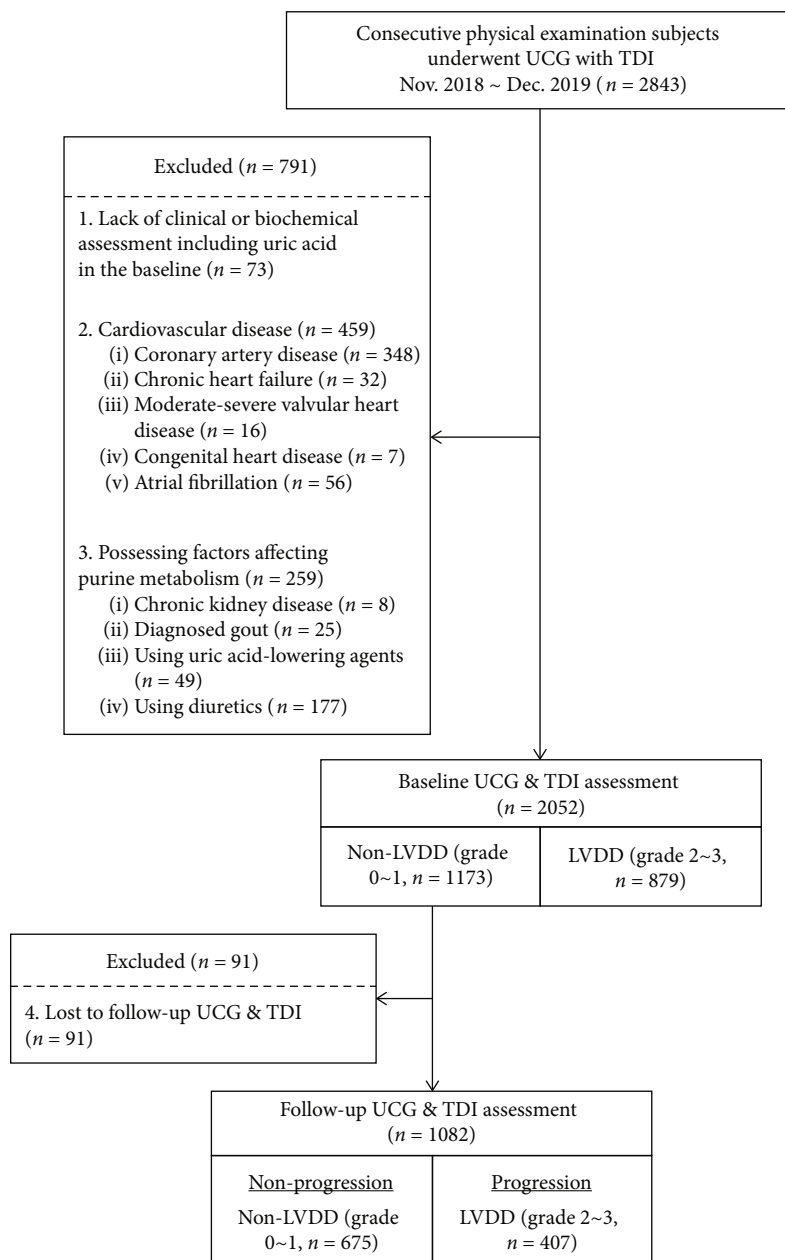 Consecutive physical examination subjects
underwent UCG with TDI
Nov. 2018 ~ Dec. 2019 (n = 2843)
Excluded (n = 791)
1. Lack of clinical or biochemical
assessment including uric acid
in the baseline (n = 73)
2. Cardiovascular disease (n = 459)
(i) Coronary artery disease (n = 348)
(ii) Chronic heart failure (n = 32)
(iii) Moderate-severe valvular heart
disease (n = 16)
(iv) Congenital heart disease (n = 7)
(v) Atrial fibrillation (n = 56)
3. Possessing factors affecting
purine metabolism (n = 259)
(i) Chronic kidney disease (n = 8)
(ii) Diagnosed gout (n = 25)
(iii) Using uric acid-lowering agents
(n = 49)
(iv) Using diuretics (n = 177)
Baseline UCG & TDI assessment
(n = 2052)
Non-LVDD (grade
0~1, n = 1173)
LVDD (grade 2~3,
n = 879)
Excluded (n = 91)
4. Lost to follow-up UCG & TDI
(n = 91)
Follow-up UCG & TDI assessment
(n = 1082)
Non-progression
Non-LVDD (grade
0~1, n = 675)
Progression
LVDD (grade 2~3,
n = 407)